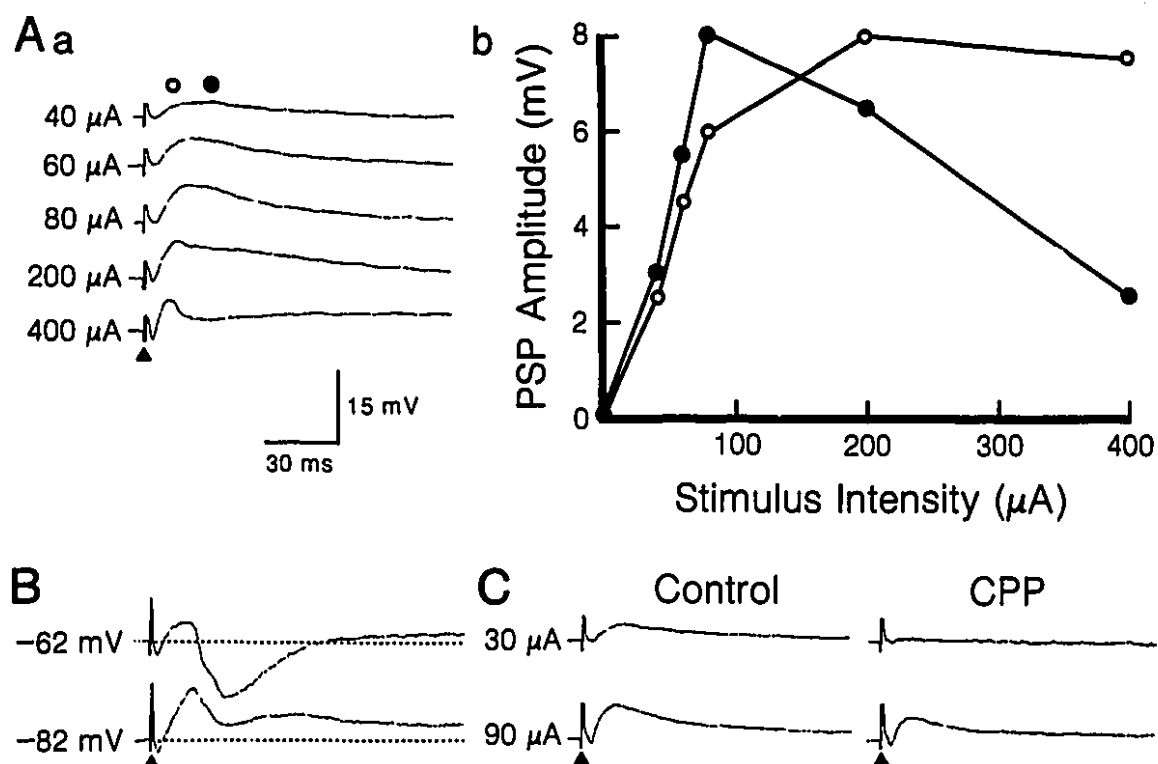 A a
40 μA
60 μA
80 μA
200 μA
400 μA
15 mV
30 ms
b
PSP Amplitude (mV)
8
6
4
2
0
100
200
300
400
Stimulus Intensity (μA)
B
−62 mV
−82 mV
C
Control
CPP
30 μA
90 μA